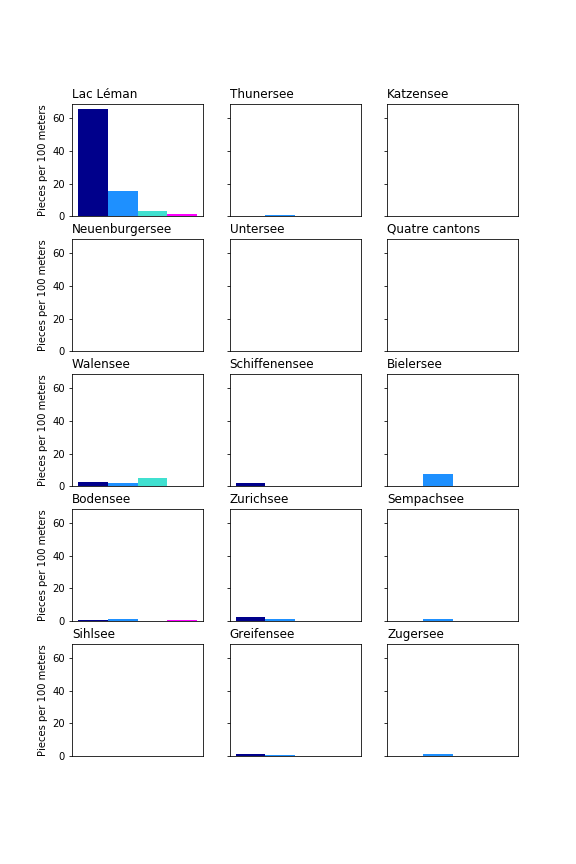 Lac Léman Thunersee Katzensee
Pieces per 100 meters
60
40
20
0
Neuenburgersee Untersee Quatre cantons
Pieces per 100 meters
60
40
20
0
Walensee Schiffenensee Bielersee
Pieces per 100 meters
60
40
20
0
Bodensee Zurichsee Sempachsee
Pieces per 100 meters
60
40
20
0
Sihlsee Greifensee Zugersee
Pieces per 100 meters
60
40
20
0